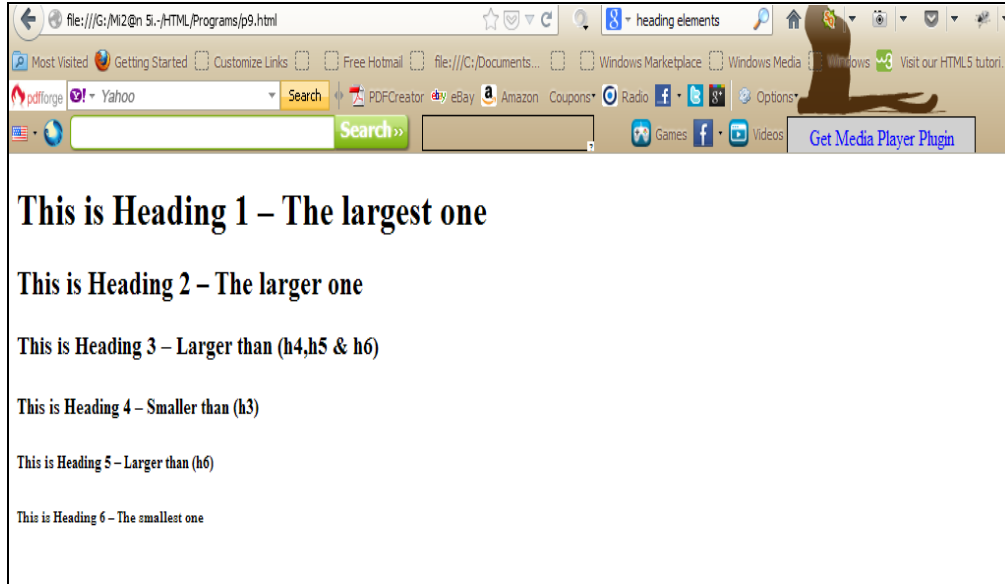 file:///G:/Mi2@n 5i.-/HTML/Programs/p9.html 8 heading elements
Most Visited Getting Started Customize Links Free Hotmail file:///C:/Documents... Windows Marketplace Windows Media Windows Visit our HTML5 tutori.
pdfforge Y! Yahoo Search PDFCreator eBay Amazon Coupons Radio Options
Search Games Videos Get Media Player Plugin
This is Heading 1 – The largest one
This is Heading 2 – The larger one
This is Heading 3 – Larger than (h4,h5 & h6)
This is Heading 4 – Smaller than (h3)
This is Heading 5 – Larger than (h6)
This is Heading 6 – The smallest one